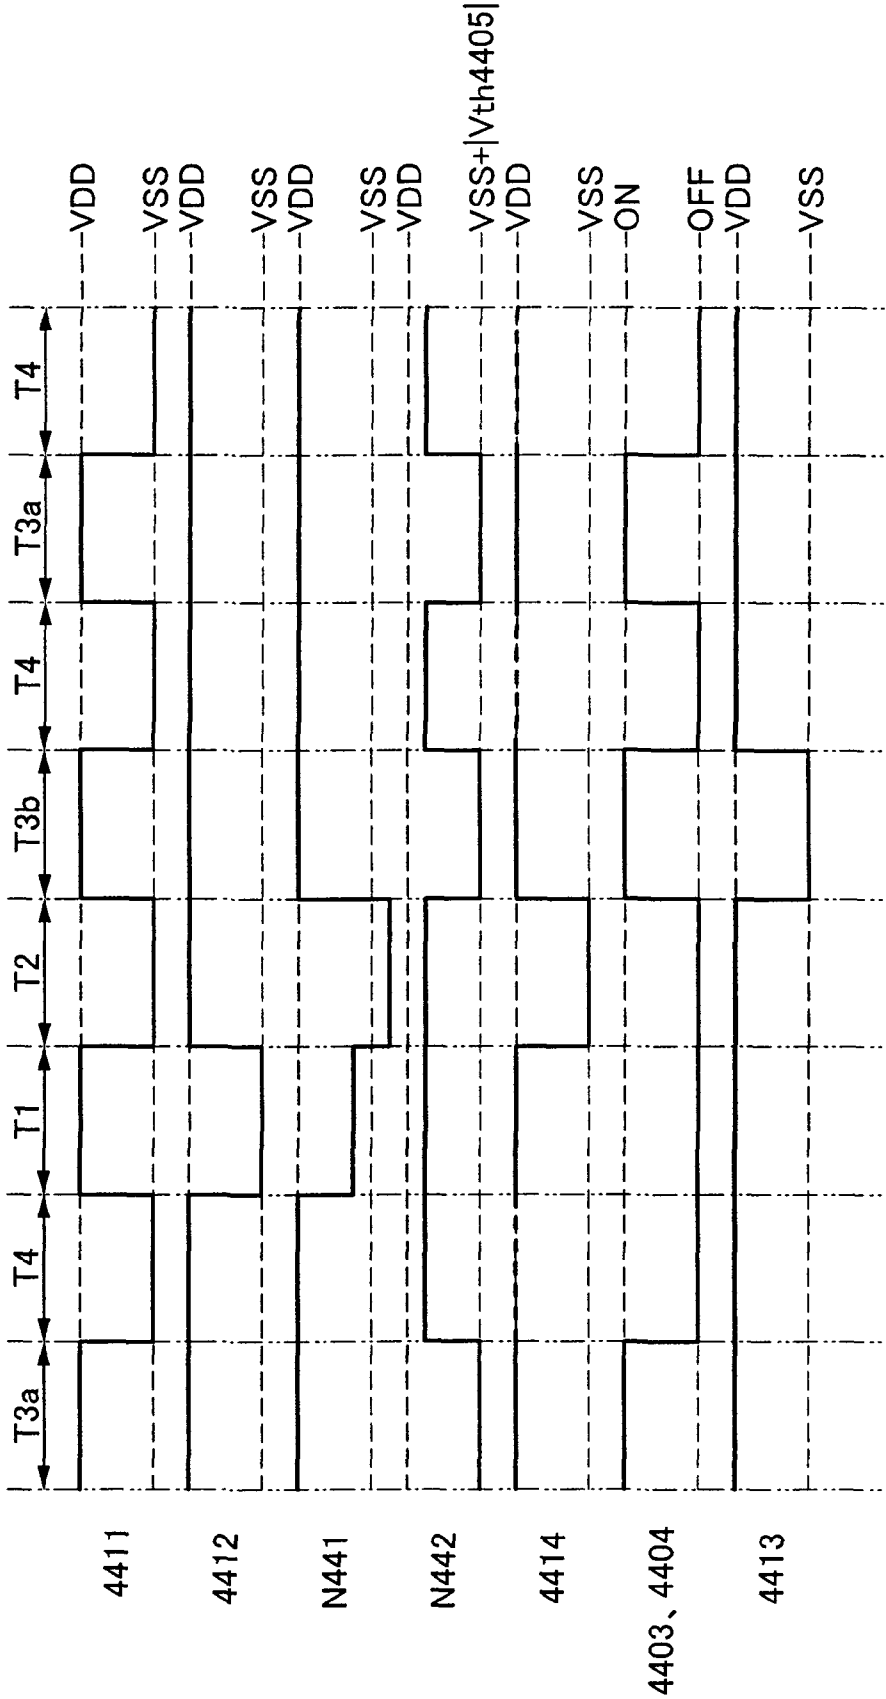 T3a T4 T1 T2 T3b T4 T3a T4
4411 VDD
VSS
4412 VDD
VSS
N441 VDD
VSS
N442 VDD
VSS+|Vth4405|
4414 VDD
VSS
4403、4404 ON
OFF
4413 VDD
VSS